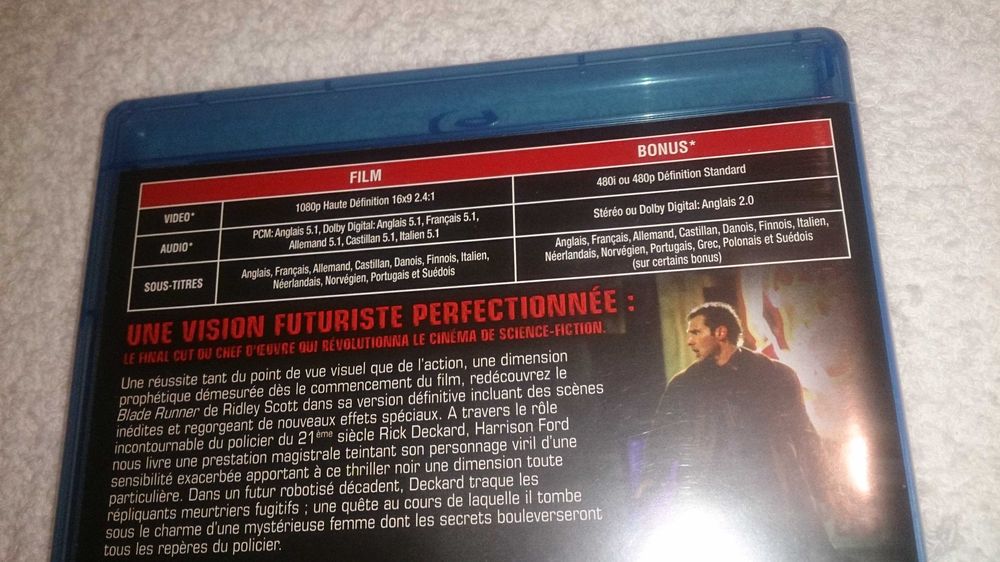 FILM
BONUS*
VIDEO*
1080p Haute Définition 16x9 2.4:1
480i ou 480p Définition Standard
AUDIO*
PCM: Anglais 5.1, Dolby Digital: Anglais 5.1, Français 5.1,
Allemand 5.1, Castillan 5.1, Italien 5.1
Stéréo ou Dolby Digital: Anglais 2.0
SOUS-TITRES
Anglais, Français, Allemand, Castillan, Danois, Finnois, Italien,
Néerlandais, Norvégien, Portugais et Suédois
Anglais, Français, Allemand, Castillan, Danois, Finnois, Italien,
Néerlandais, Norvégien, Portugais, Grec, Polonais et Suédois
(sur certains bonus)
UNE VISION FUTURISTE PERFECTIONNÉE :
LE FINAL CUT DU CHEF D'ŒUVRE QUI RÉVOLUTIONNA LE CINÉMA DE SCIENCE-FICTION.
Une réussite tant du point de vue visuel que de l'action, une dimension
prophétique démesurée dès le commencement du film, redécouvrez le
Blade Runner de Ridley Scott dans sa version définitive incluant des scènes
inédites et regorgeant de nouveaux effets spéciaux. A travers le rôle
incontournable du policier du 21ème siècle Rick Deckard, Harrison Ford
nous livre une prestation magistrale teintant son personnage viril d'une
sensibilité exacerbée apportant à ce thriller noir une dimension toute
particulière. Dans un futur robotisé décadent, Deckard traque les
répliquants meurtriers fugitifs ; une quête au cours de laquelle il tombe
sous le charme d'une mystérieuse femme dont les secrets bouleverseront
tous les repères du policier.